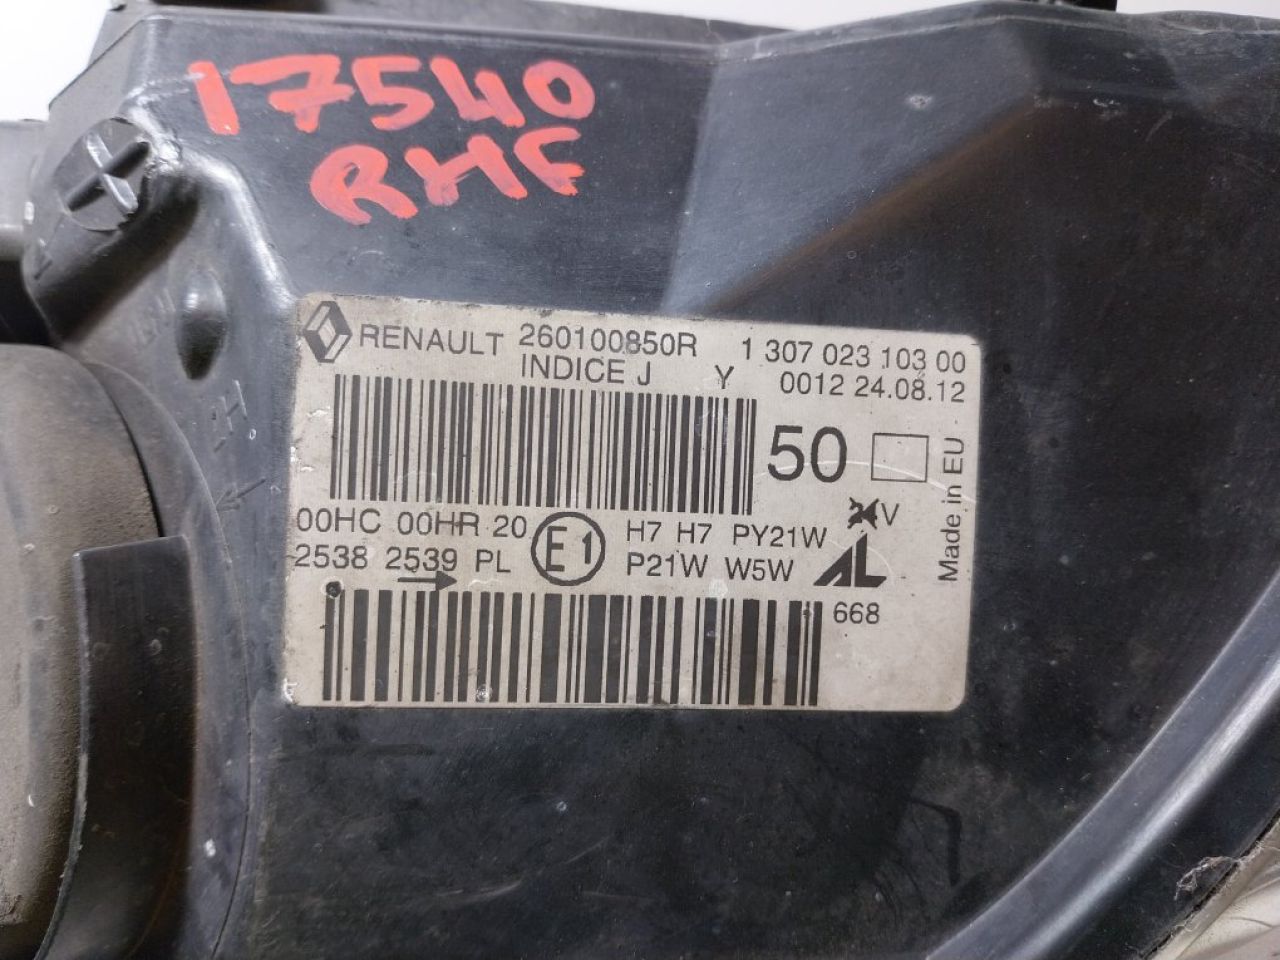 17540
RHF
RENAULT 260100850R 1 307 023 103 00
INDICE J Y 0012 24.08.12
50
Made in EU
00HC 00HR 20 E1 H7 H7 PY21W 24V
2538 2539 PL P21W W5W AL
668